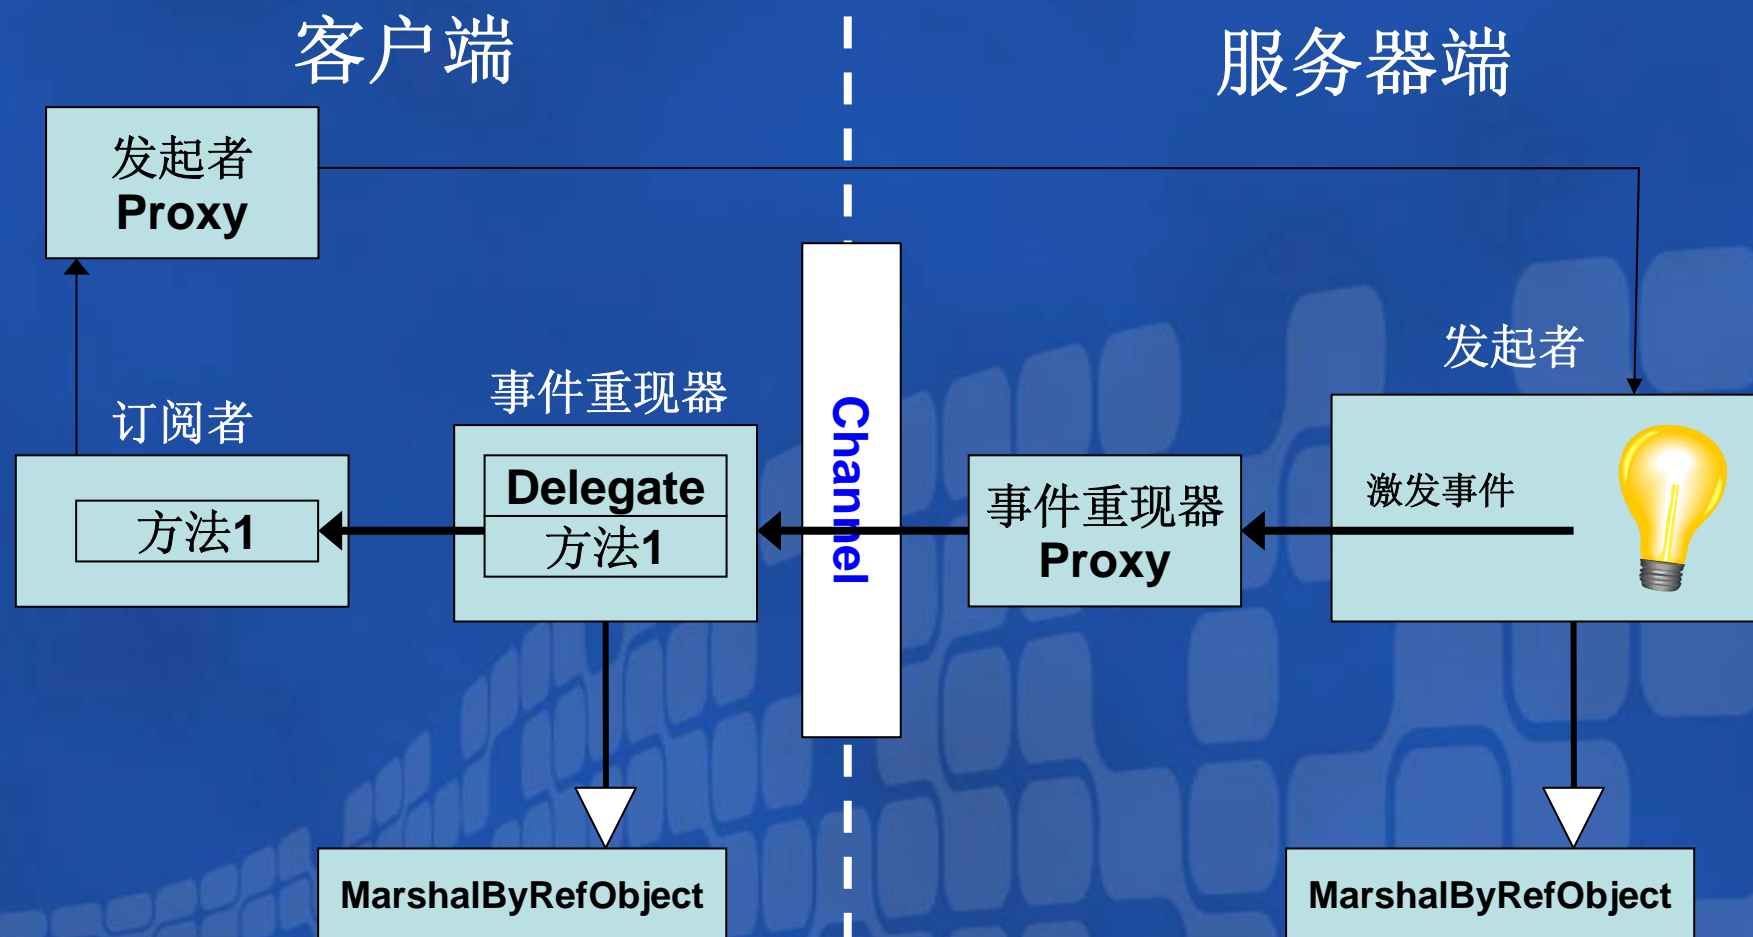 客户端
服务器端
发起者
Proxy
发起者
事件重现器
订阅者
Delegate
方法1
方法1
Channel
事件重现器
Proxy
激发事件
MarshalByRefObject
MarshalByRefObject